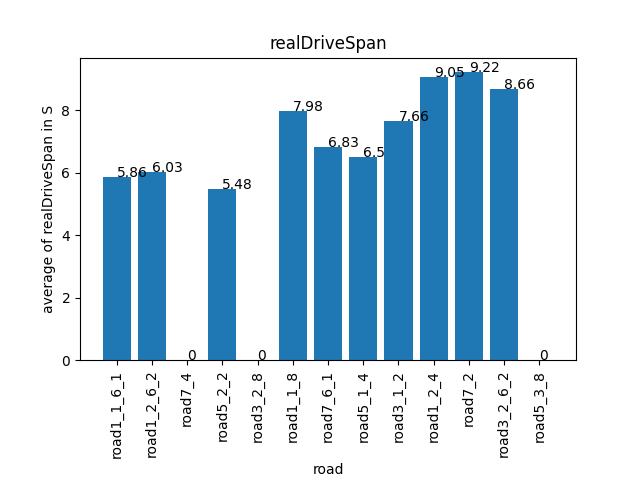 realDriveSpan
average of realDriveSpan in S
8
6
4
2
0
5.86
6.03
0
5.48
0
7.98
6.83
6.5
7.66
9.05
9.22
8.66
0
road1_1_6_1
road1_2_6_2
road7_4
road5_2_2
road3_2_8
road1_1_8
road7_6_1
road5_1_4
road3_1_2
road1_2_4
road7_2
road3_2_6_2
road5_3_8
road